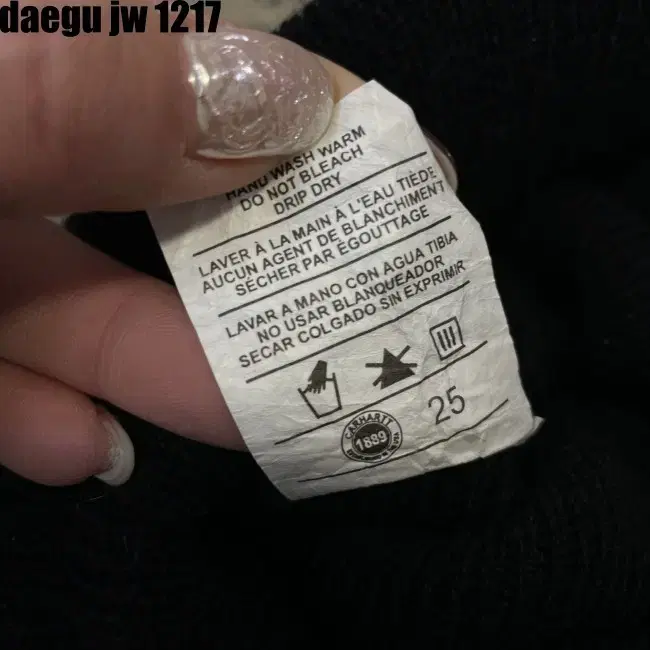 daegu jw 1217
HAND WASH WARM
DO NOT BLEACH
DRIP DRY
LAVER À LA MAIN À L'EAU TIÈDE
AUCUN AGENT DE BLANCHIMENT
SÉCHER PAR ÉGOUTTAGE
LAVAR A MANO CON AGUA TIBIA
NO USAR BLANQUEADOR
SECAR COLGADO SIN EXPRIMIR
CARHARTT
1889
25